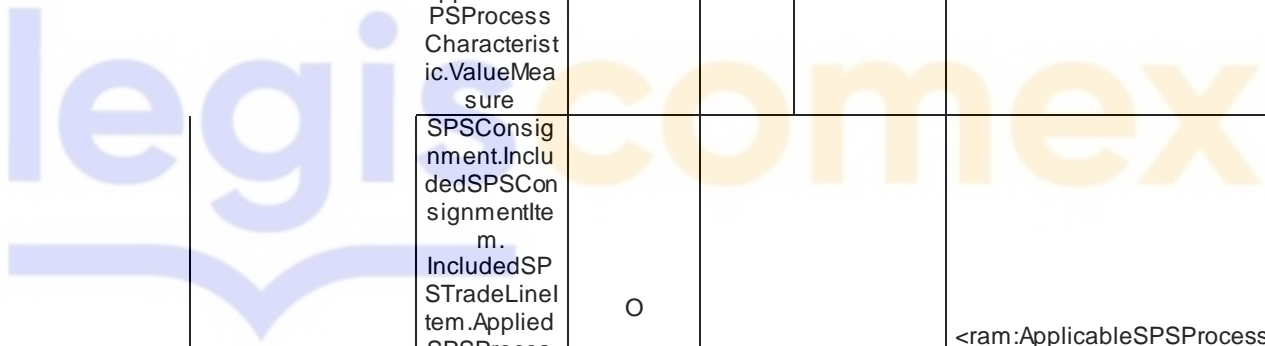 PSProcess
Characterist
ic.ValueMea
sure
SPSConsig
nment.Inclu
dedSPSCon
signmentIte
m.
IncludedSP
STradeLineI
tem.Applied
O
<ram:ApplicableSPSProcess
legiscomex